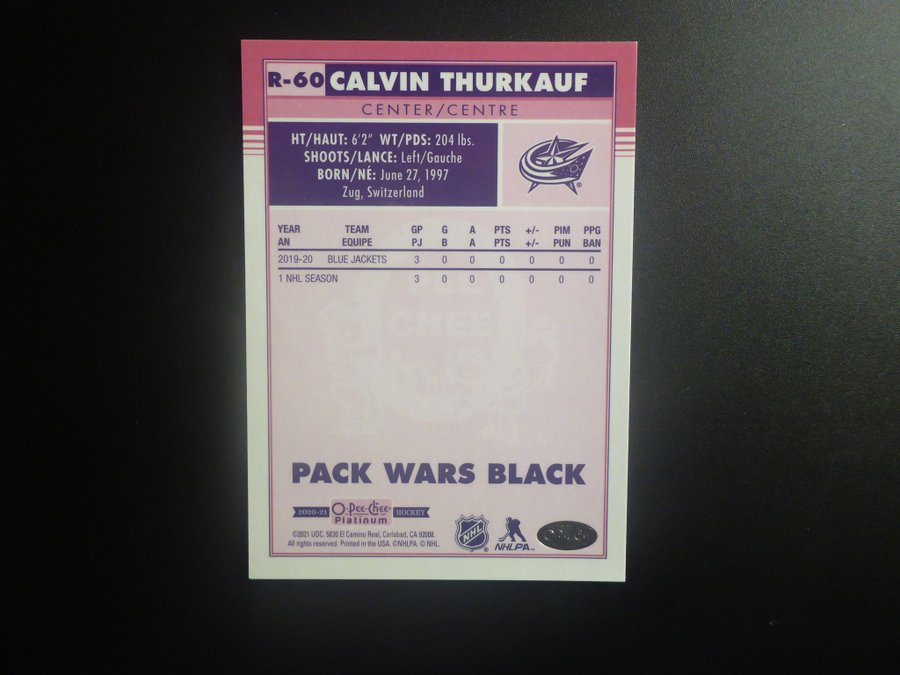 R-60 CALVIN THURKAUF
CENTER/CENTRE
HT/HAUT: 6'2" WT/PDS: 204 lbs.
SHOOTS/LANCE: Left/Gauche
BORN/NÉ: June 27, 1997
Zug, Switzerland
YEAR TEAM GP G A PTS +/- PIM PPG
AN EQUIPE PJ B A PTS +/- PUN BAN
2019-20 BLUE JACKETS 3 0 0 0 0 0 0
1 NHL SEASON 3 0 0 0 0 0 0
PACK WARS BLACK
2020-21 O-Pee-Chee HOCKEY
Platinum
©2021 UDC. 5830 El Camino Real, Carlsbad, CA 92008.
All rights reserved. Printed in the USA. ©NHLPA. © NHL
NHL
NHLPA